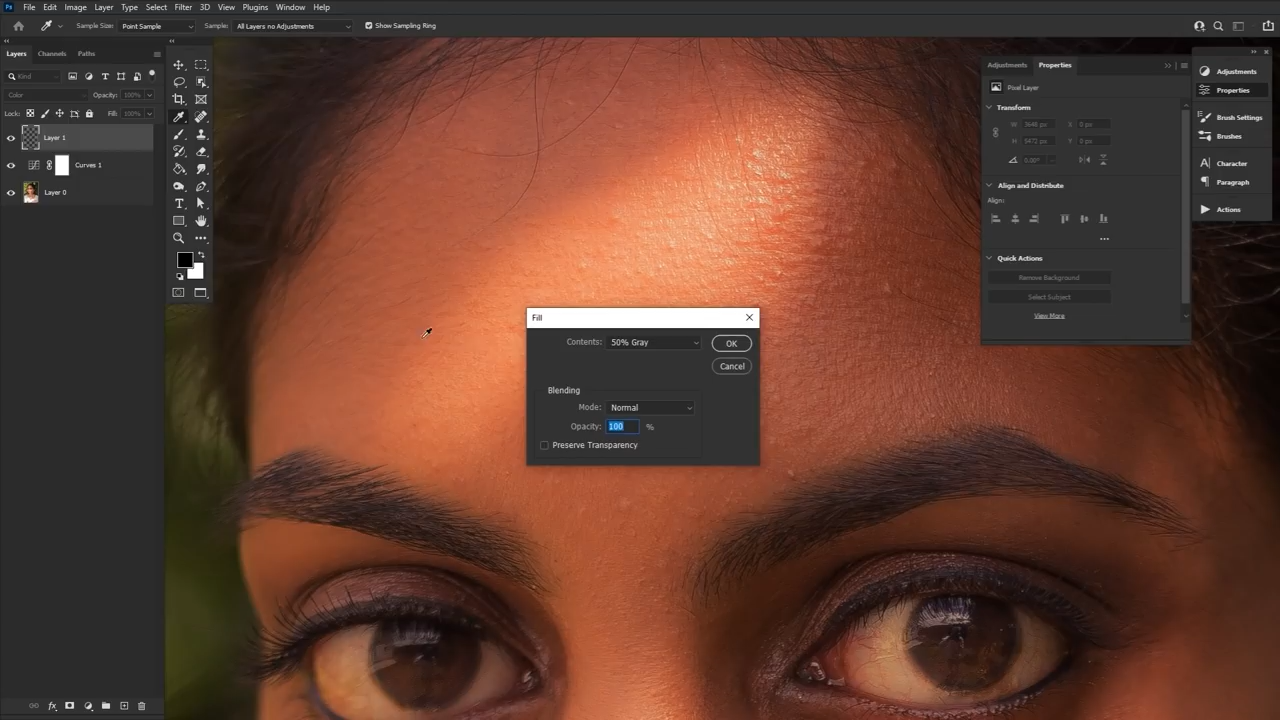 Ps File Edit Image Layer Type Select Filter 3D View Plugins Window Help
Sample Size: Point Sample Sample: All Layers no Adjustments Show Sampling Ring
Layers Channels Paths
Kind
Color Opacity: 100%
Lock: Fill: 100%
Layer 1
Curves 1
Layer 0
Fill
Contents: 50% Gray OK
Cancel
Blending
Mode: Normal
Opacity: 100 %
Preserve Transparency
Adjustments Properties
Pixel Layer
Transform
W 3648 px X 0 px
H 5472 px Y 0 px
0.00°
Align and Distribute
Align:
Quick Actions
Remove Background
Select Subject
View More
Adjustments
Properties
Brush Settings
Brushes
Character
Paragraph
Actions